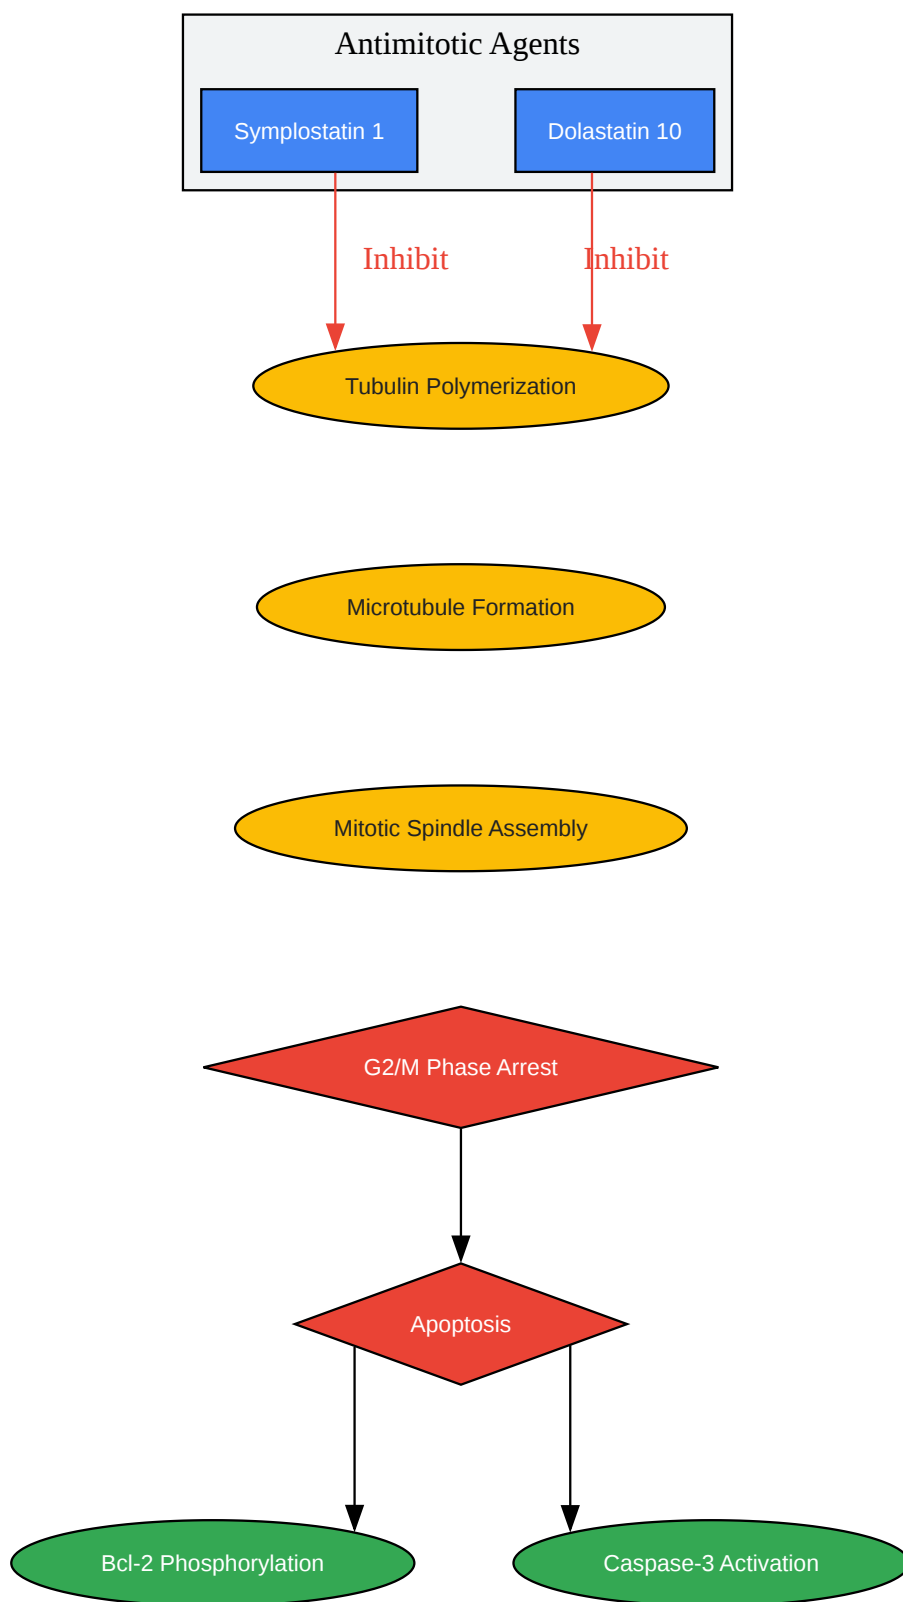 Antimitotic Agents
Symplostatin 1
Dolastatin 10
Inhibit
Inhibit
Tubulin Polymerization
Microtubule Formation
Mitotic Spindle Assembly
G2/M Phase Arrest
Apoptosis
Bcl-2 Phosphorylation
Caspase-3 Activation